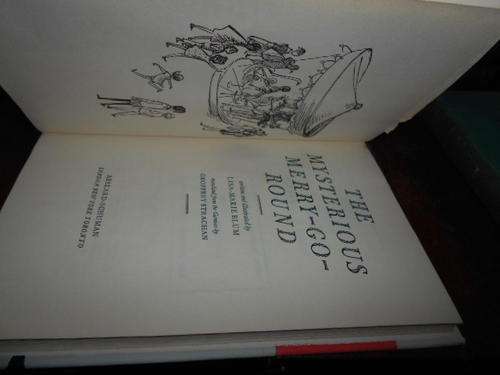 THE
MYSTERIOUS
MERRY-GO-
ROUND
written and illustrated by
LISA-MARIE BLUM
translated from the German by
GEOFFREY STRACHAN
ABELARD-SCHUMAN
LONDON NEW YORK TORONTO